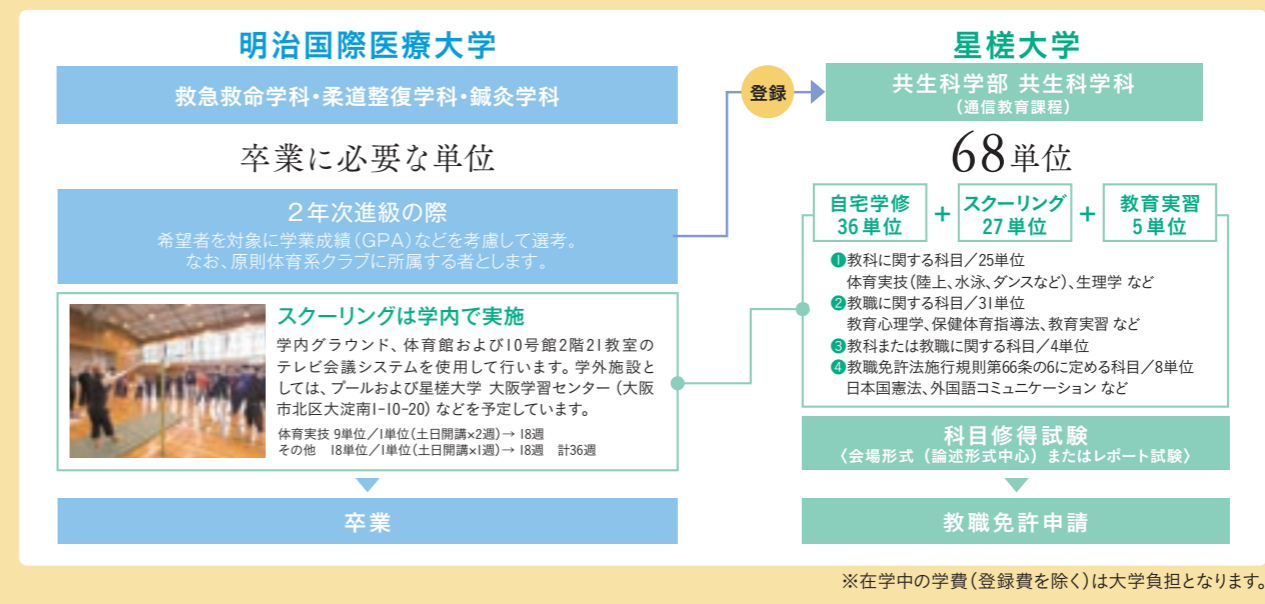 明治国際医療大学
救急救命学科・柔道整復学科・鍼灸学科
卒業に必要な単位
2年次進級の際
希望者を対象に学業成績(GPA)などを考慮して選考。
なお、原則体育系クラブに所属する者とします。
スクーリングは学内で実施
学内グラウンド、体育館および10号館2階21教室の
テレビ会議システムを使用して行います。学外施設と
しては、プールおよび星槎大学 大阪学習センター(大阪
市北区大淀南1-10-20)などを予定しています。
体育実技 9単位/1単位(土日開講×2週)→ 18週
その他 18単位/1単位(土日開講×1週)→ 18週 計36週
卒業
登録
星槎大学
共生科学部 共生科学科
(通信教育課程)
68単位
自宅学修
36単位
+
スクーリング
27単位
+
教育実習
5単位
❶教科に関する科目/25単位
体育実技(陸上、水泳、ダンスなど)、生理学 など
❷教職に関する科目/31単位
教育心理学、保健体育指導法、教育実習 など
❸教科または教職に関する科目/4単位
❹教職免許法施行規則第66条の6に定める科目/8単位
日本国憲法、外国語コミュニケーション など
科目修得試験
〈会場形式(論述形式中心)またはレポート試験〉
教職免許申請
※在学中の学費(登録費を除く)は大学負担となります。